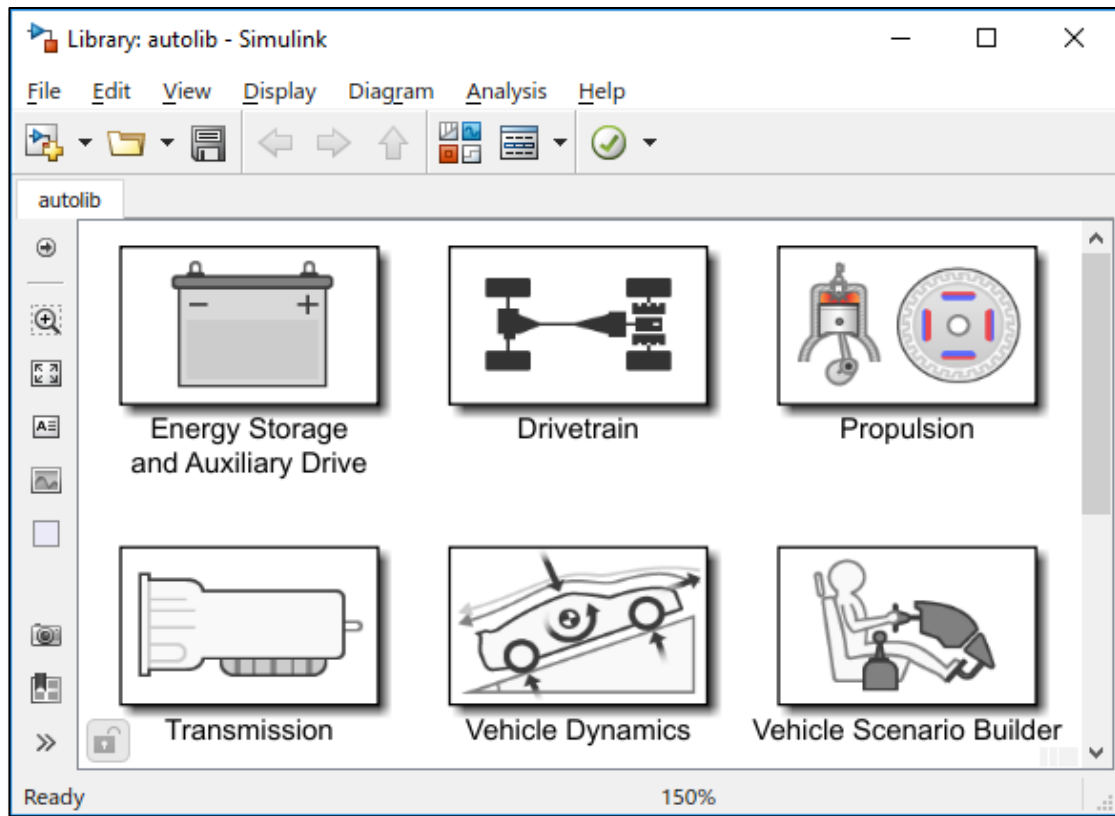 Library: autolib - Simulink
File Edit View Display Diagram Analysis Help
autolib
Energy Storage
and Auxiliary Drive
Drivetrain
Propulsion
Transmission
Vehicle Dynamics
Vehicle Scenario Builder
Ready
150%